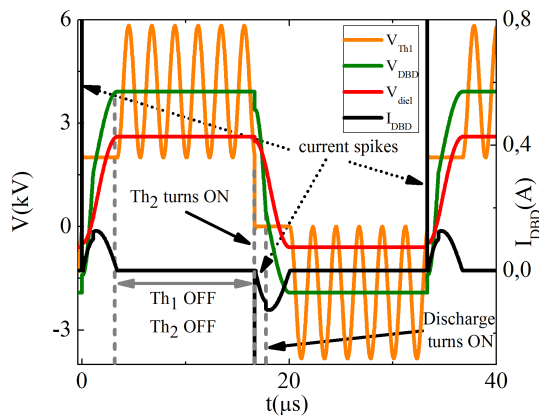 6
3
0
-3
V(kV)
0,8
0,4
0,0
I_DBD(A)
V_Th1
V_DBD
V_diel
I_DBD
current spikes
Th₂ turns ON
Th₁ OFF
Th₂ OFF
Discharge
turns ON
0
20
40
t(μs)